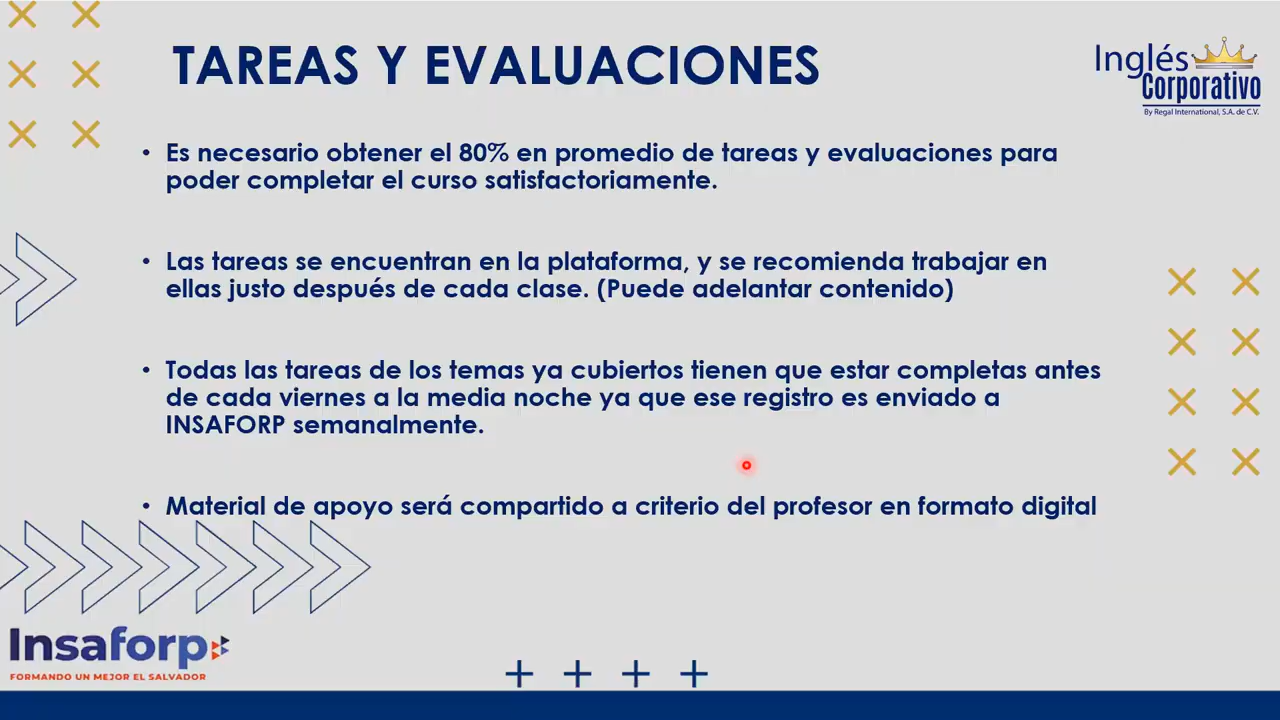 TAREAS Y EVALUACIONES
Inglés
Corporativo
By Regal International, S.A. de C.V.
• Es necesario obtener el 80% en promedio de tareas y evaluaciones para
poder completar el curso satisfactoriamente.
• Las tareas se encuentran en la plataforma, y se recomienda trabajar en
ellas justo después de cada clase. (Puede adelantar contenido)
• Todas las tareas de los temas ya cubiertos tienen que estar completas antes
de cada viernes a la media noche ya que ese registro es enviado a
INSAFORP semanalmente.
• Material de apoyo será compartido a criterio del profesor en formato digital
Insaforp
FORMANDO UN MEJOR EL SALVADOR